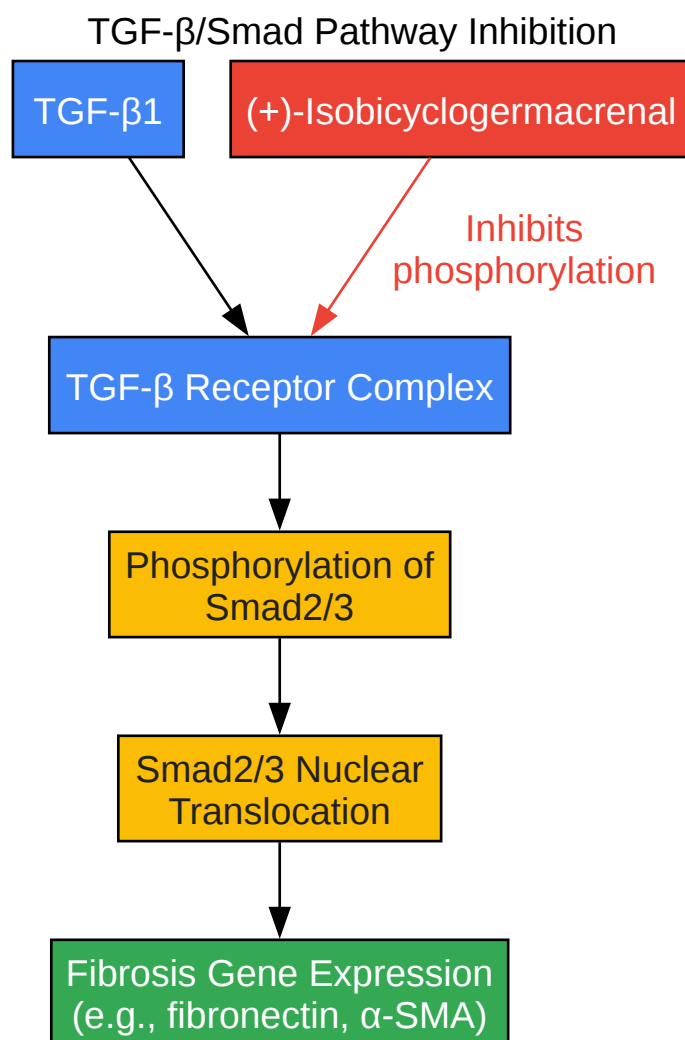 TGF-β/Smad Pathway Inhibition
TGF-β1
(+)-Isobicyclogermacrenal
Inhibits
phosphorylation
TGF-β Receptor Complex
Phosphorylation of
Smad2/3
Smad2/3 Nuclear
Translocation
Fibrosis Gene Expression
(e.g., fibronectin, α-SMA)